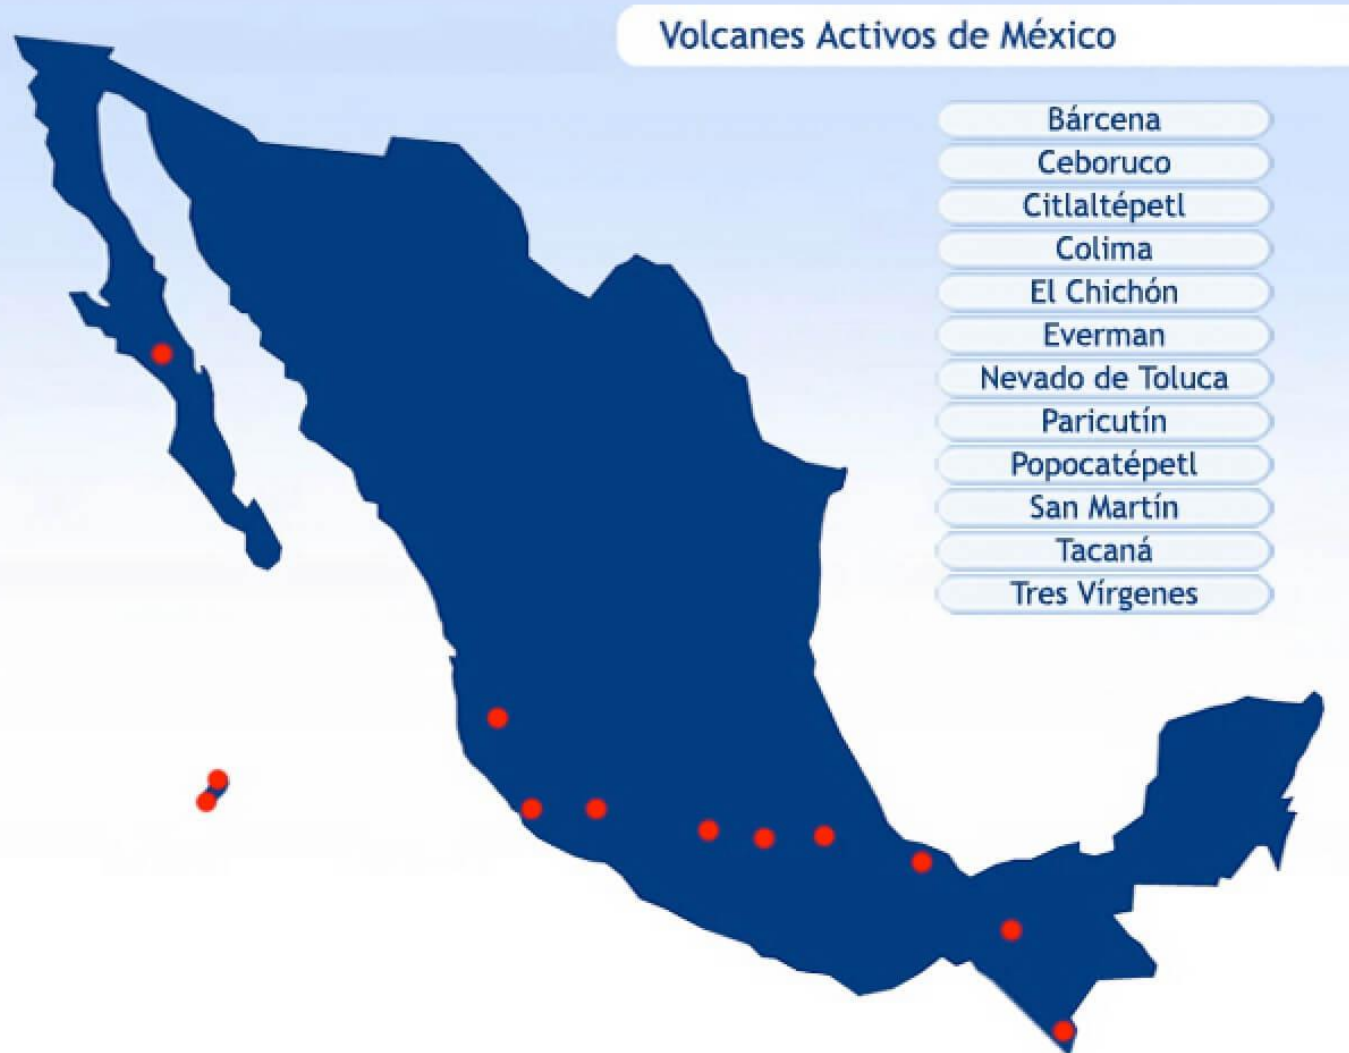 Volcanes Activos de México
Bárcena
Ceboruco
Citlaltépetl
Colima
El Chichón
Everman
Nevado de Toluca
Paricutín
Popocatépetl
San Martín
Tacaná
Tres Vírgenes